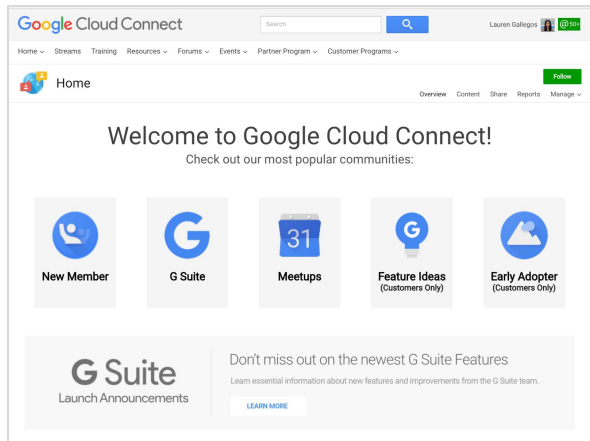 Google Cloud Connect
Search
Lauren Gallegos
@ 50+
Home Streams Training Resources Forums Events Partner Program Customer Programs
Home
Follow
Overview Content Share Reports Manage
Welcome to Google Cloud Connect!
Check out our most popular communities:
New Member
G
G Suite
31
Meetups
G
Feature Ideas
(Customers Only)
Early Adopter
(Customers Only)
G Suite
Launch Announcements
Don't miss out on the newest G Suite Features
Learn essential information about new features and improvements from the G Suite team.
LEARN MORE